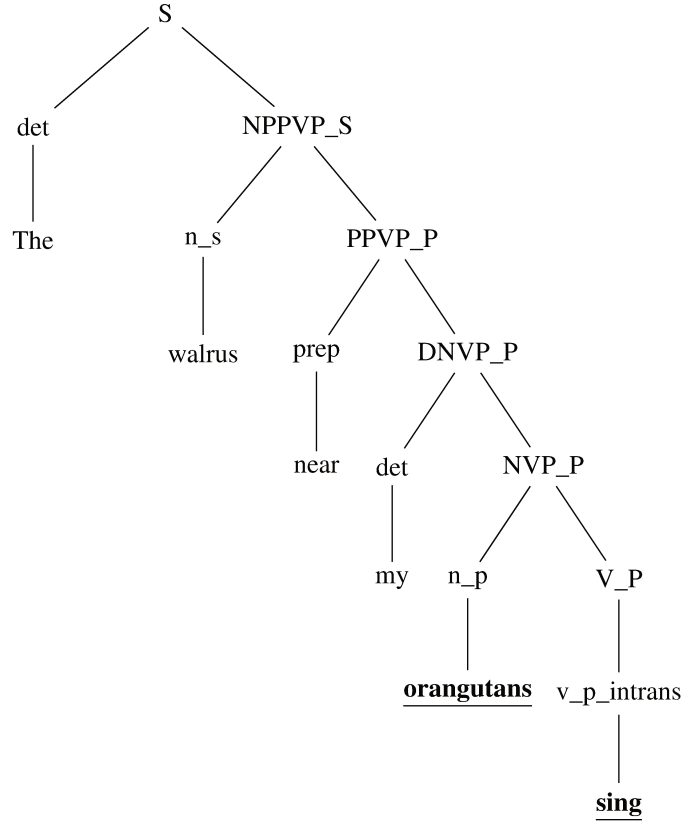 S
det NPPVP_S
The n_s PPVP_P
walrus prep DNVP_P
near det NVP_P
my n_p V_P
orangutans v_p_intrans
sing